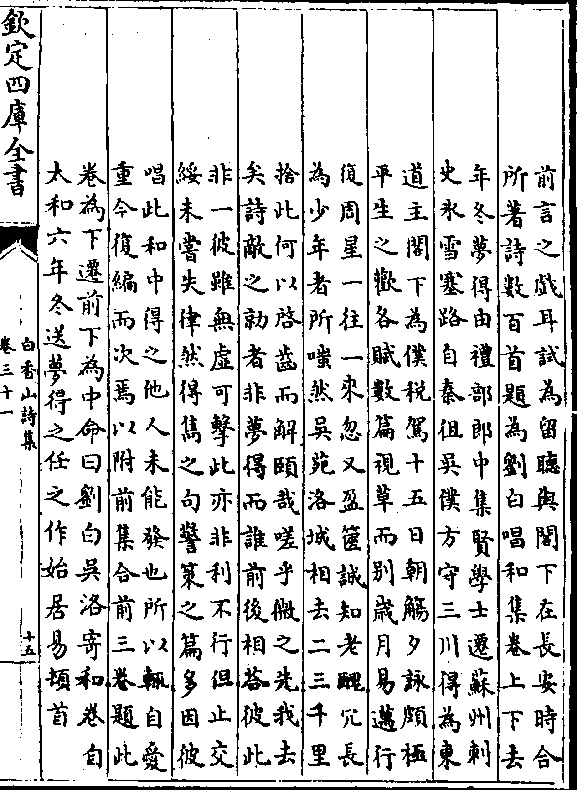 前言之戯耳試為留聽與閣下在長安時合
所著詩數百首題為劉白唱和集卷上下去
年冬夢得由禮部郎中集賢學士遷蘇州刺
史氷雪塞路自秦徂吳僕方守三川得為東
道主閣下為僕税駕十五日朝觴夕詠頗極
平生之歡各賦數篇視草而别歳月易邁行
復周星一往一來忽又盈篋誠知老醜冗長
為少年者所嗤然吳苑洛城相去二三千里
捨此何以啓齒而解頤哉嗟乎微之先我去
矣詩敵之勍者非夢得而誰前後相荅彼此
非一彼雖無虚可擊此亦非利不行但止交
綏未嘗失律然得雋之句警策之篇多因彼
唱此和中得之他人未能發也所以輒自愛
重今復編而次焉以附前集合前三卷題此
卷為下遷前下為中命曰劉白吳洛寄和卷自
太和六年冬送夢得之任之作始居易頓首
欽定四庫全書
白香山詩集
卷三十一
十五